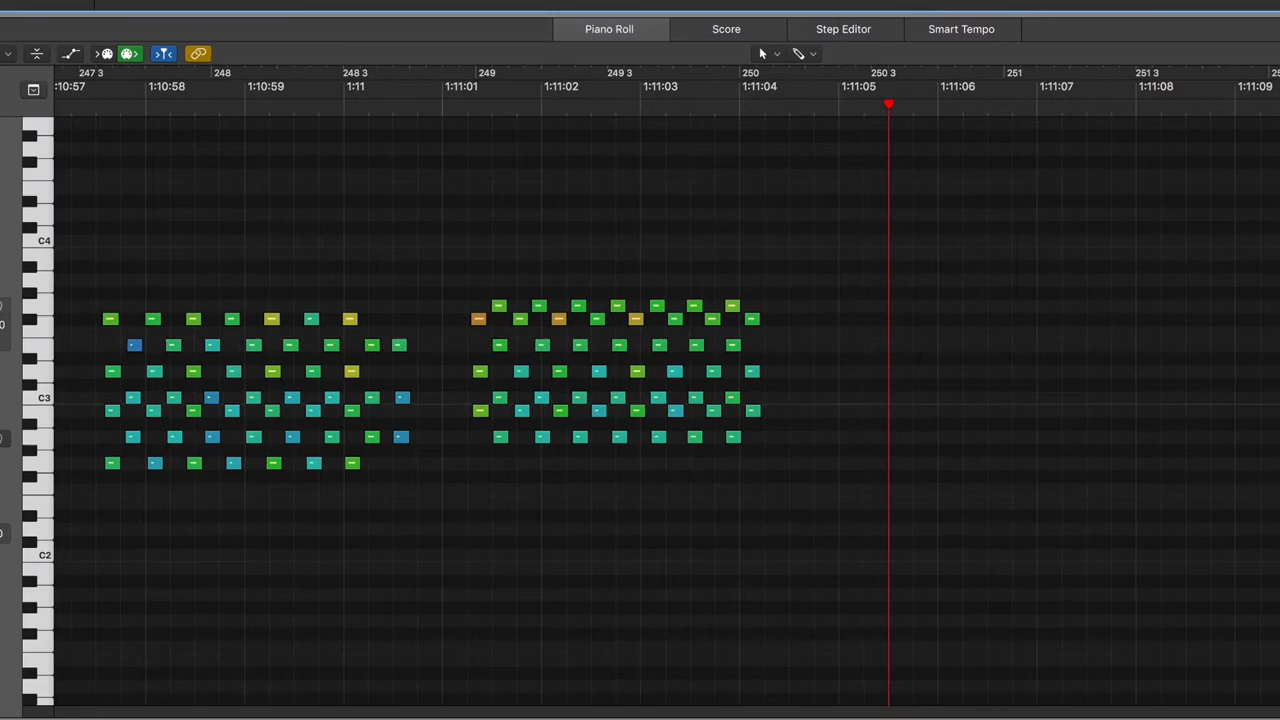 Piano Roll Score Step Editor Smart Tempo
247 3 248 248 3 249 249 3 250 250 3 251 251 3
:10:57 1:10:58 1:10:59 1:11 1:11:01 1:11:02 1:11:03 1:11:04 1:11:05 1:11:06 1:11:07 1:11:08 1:11:09
C4
0
C3
C2
0